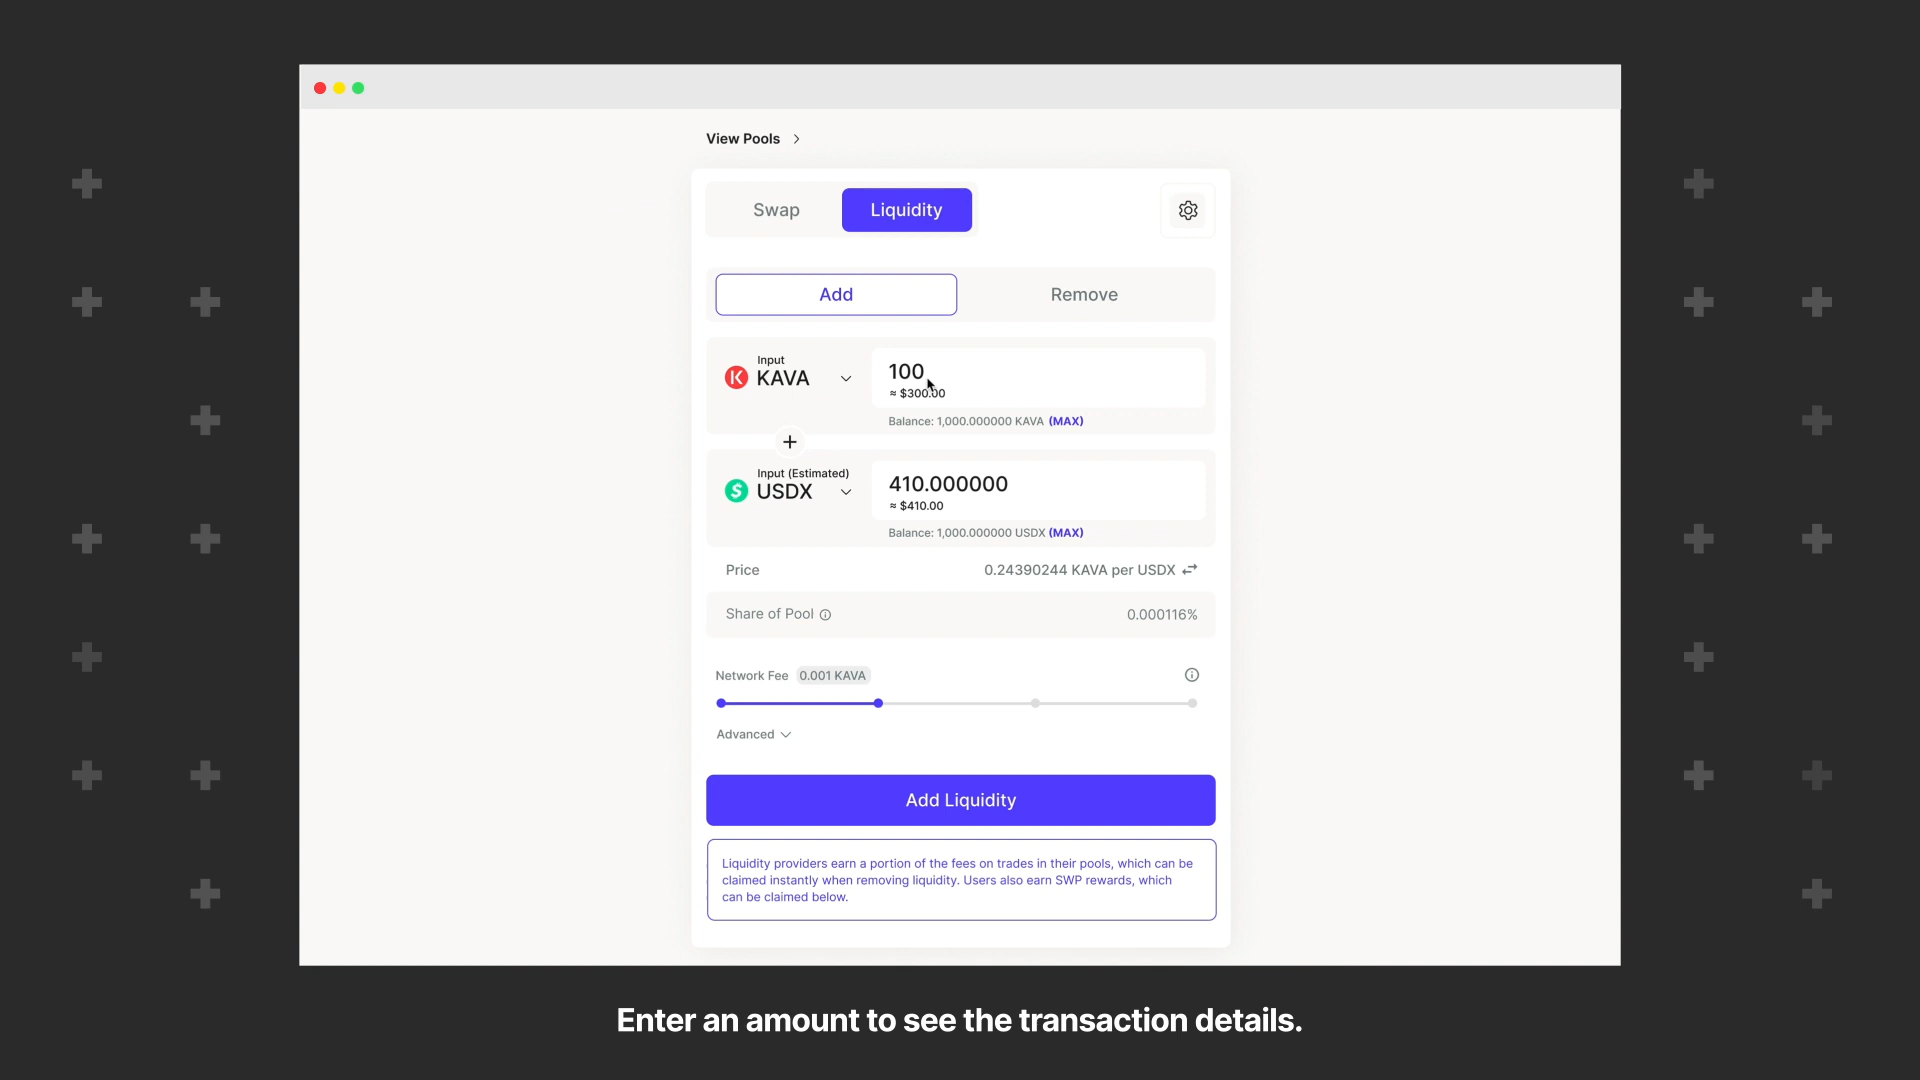 View Pools
Swap
Liquidity
Add
Remove
Input
KAVA
100
≈ $300.00
Balance: 1,000.000000 KAVA (MAX)
Input (Estimated)
USDX
410.000000
≈ $410.00
Balance: 1,000.000000 USDX (MAX)
Price
0.24390244 KAVA per USDX
Share of Pool
0.000116%
Network Fee 0.001 KAVA
Advanced
Add Liquidity
Liquidity providers earn a portion of the fees on trades in their pools, which can be
claimed instantly when removing liquidity. Users also earn SWP rewards, which
can be claimed below.
Enter an amount to see the transaction details.